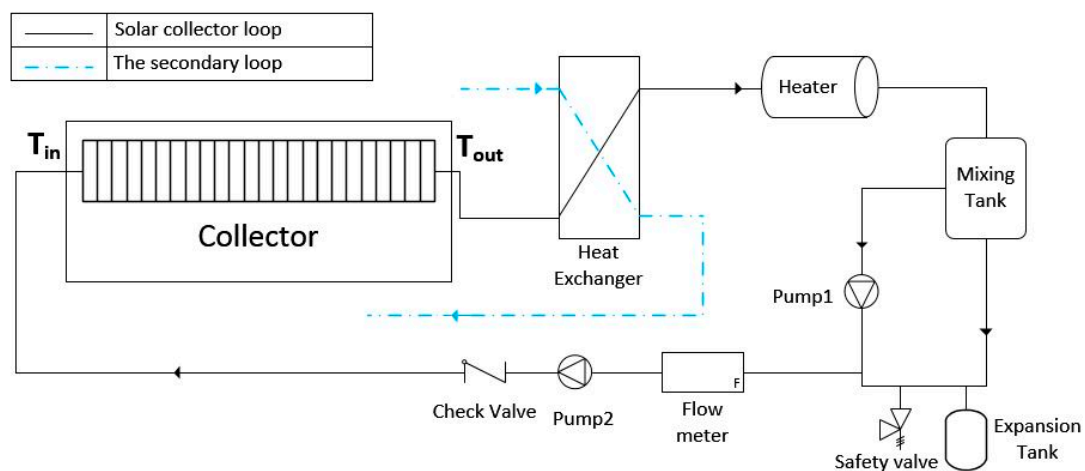 Solar collector loop
The secondary loop
Heater
Tin
Tout
Mixing
Tank
Collector
Heat
Exchanger
Pump1
F
Check Valve
Pump2
Flow
meter
Safety valve
Expansion
Tank